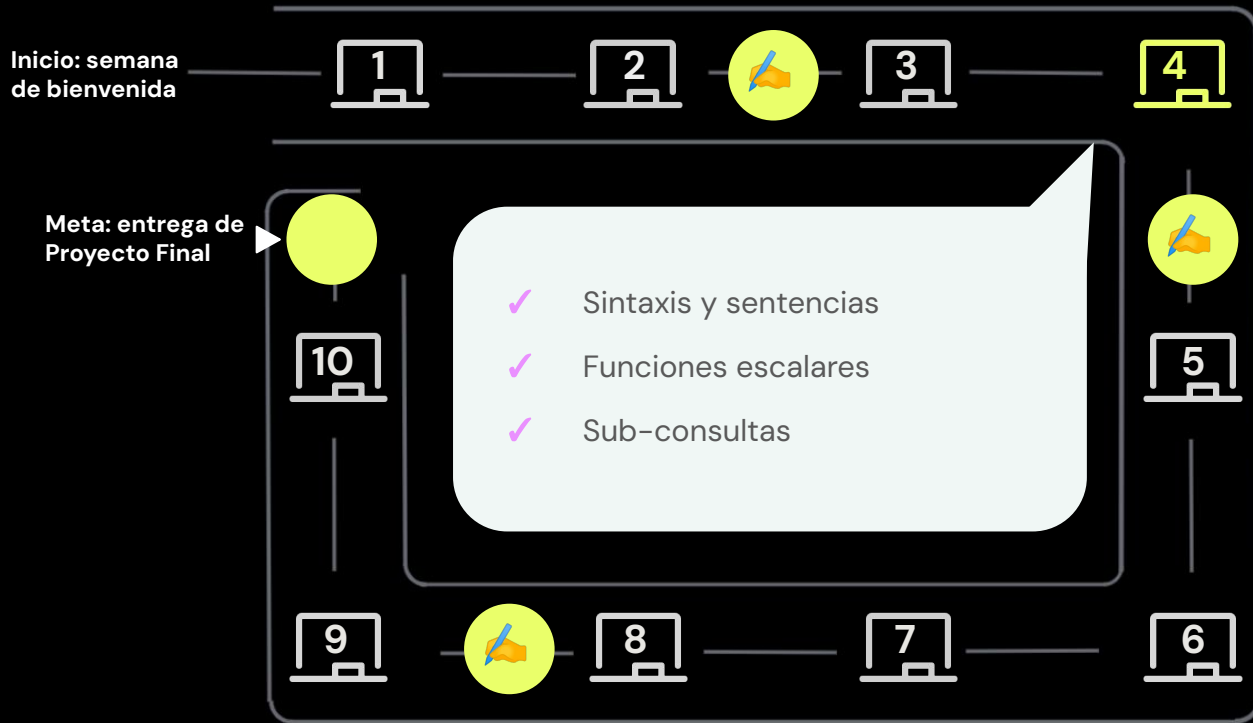 Inicio: semana
de bienvenida
1
2
3
4
Meta: entrega de
Proyecto Final
✓ Sintaxis y sentencias
✓ Funciones escalares
✓ Sub-consultas
10
5
9
8
7
6